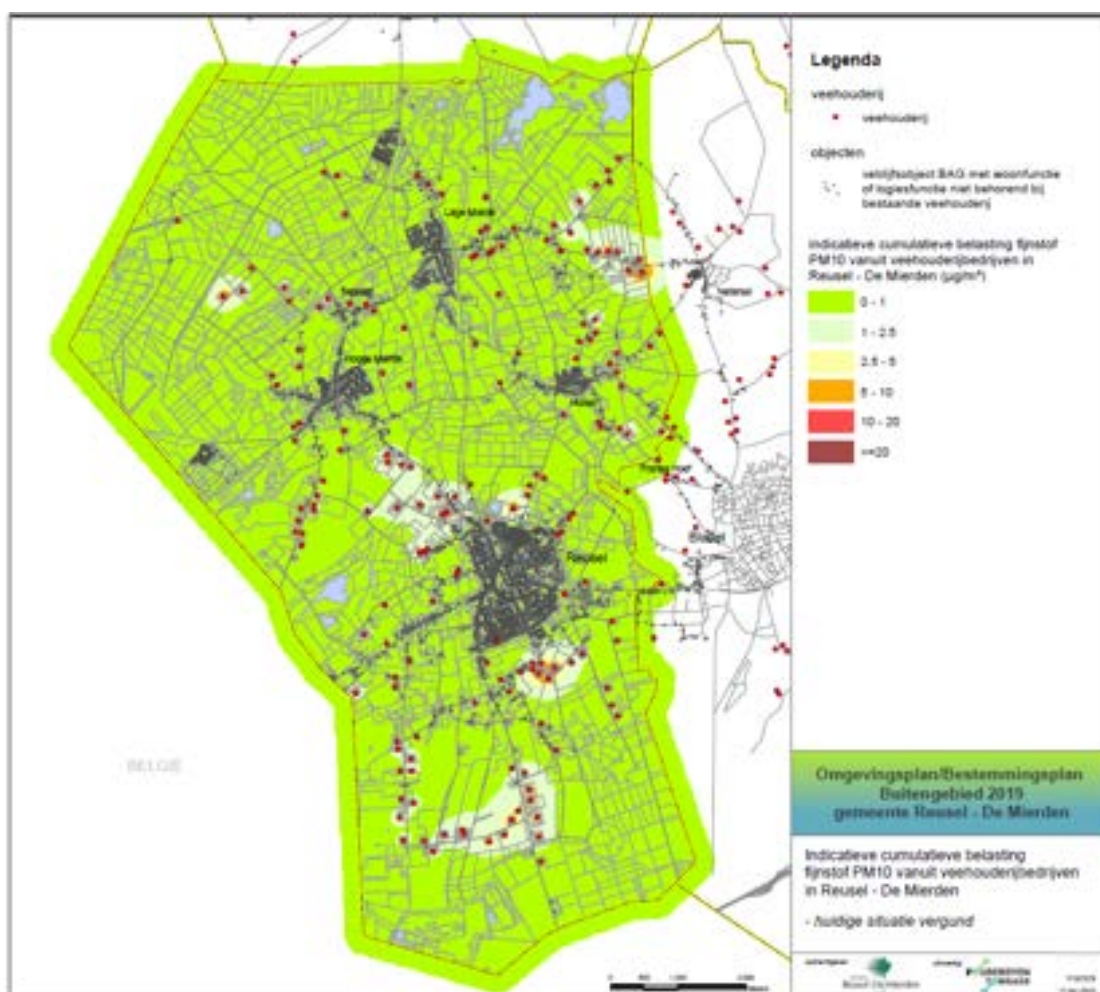 Legenda
veehouderij
veehouderij
objecten
verblijfsobject BAG met woonfunctie
of logiesfunctie niet behorend bij
bestaande veehouderij
indicatieve cumulatieve belasting fijnstof
PM10 vanuit veehouderijbedrijven in
Reusel - De Mierden (µg/m³)
0 - 1
1 - 2.5
2.5 - 5
5 - 10
10 - 20
>=20
Lage Mierde
Hooge Mierde
Hulsel
Netersel
Reusel
Bladel
BELGIË
Omgevingsplan/Bestemmingsplan
Buitengebied 2019
gemeente Reusel - De Mierden
Indicatieve cumulatieve belasting
fijnstof PM10 vanuit veehouderijbedrijven
in Reusel - De Mierden
- huidige situatie vergund